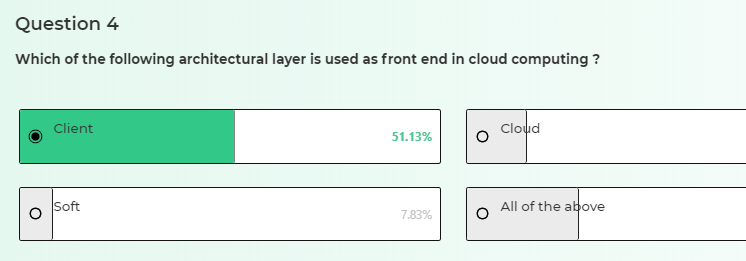 Question 4
Which of the following architectural layer is used as front end in cloud computing ?
Client
51.13%
Cloud
Soft
7.83%
All of the above